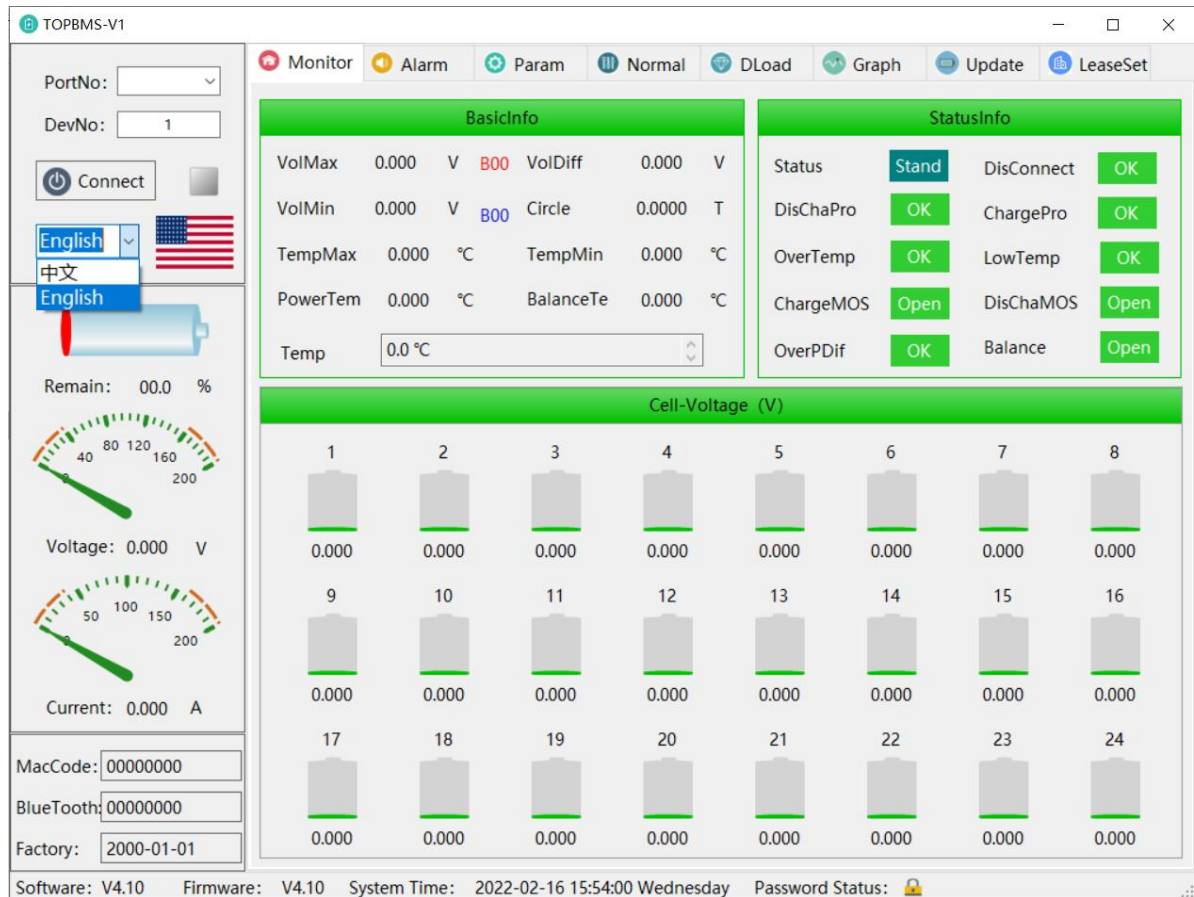 TOPBMS-V1
PortNo:
DevNo: 1
Connect
English
中文
English
Remain: 00.0 %
40 80 120 160 200
0
Voltage: 0.000 V
50 100 150 200
0
Current: 0.000 A
MacCode: 00000000
BlueTooth: 00000000
Factory: 2000-01-01
Monitor Alarm Param Normal DLoad Graph Update LeaseSet
BasicInfo
VolMax 0.000 V B00 VolDiff 0.000 V
VolMin 0.000 V B00 Circle 0.0000 T
TempMax 0.000 ℃ TempMin 0.000 ℃
PowerTem 0.000 ℃ BalanceTe 0.000 ℃
Temp 0.0 ℃
StatusInfo
Status Stand DisConnect OK
DisChaPro OK ChargePro OK
OverTemp OK LowTemp OK
ChargeMOS Open DisChaMOS Open
OverPDif OK Balance Open
Cell-Voltage (V)
1 2 3 4 5 6 7 8
0.000 0.000 0.000 0.000 0.000 0.000 0.000 0.000
9 10 11 12 13 14 15 16
0.000 0.000 0.000 0.000 0.000 0.000 0.000 0.000
17 18 19 20 21 22 23 24
0.000 0.000 0.000 0.000 0.000 0.000 0.000 0.000
Software: V4.10 Firmware: V4.10 System Time: 2022-02-16 15:54:00 Wednesday Password Status: